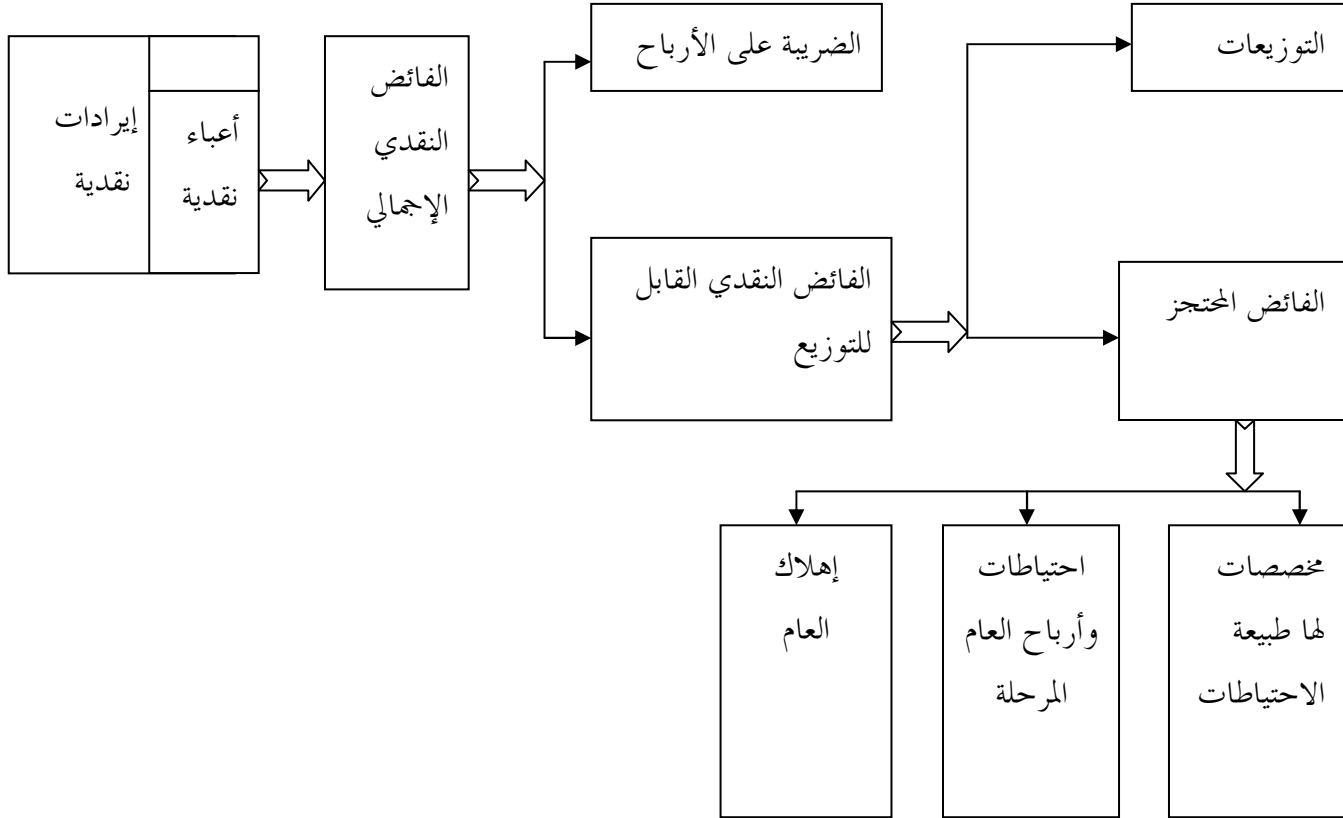 إيرادات
نقدية
أعباء
نقدية
الفائض
النقدي
الإجمالي
الضريبة على الأرباح
الفائض النقدي القابل
للتوزيع
التوزيعات
الفائض المحتجز
مخصصات
لها طبيعة
الاحتياطات
احتياطات
وأرباح العام
المرحلة
إهلاك
العام